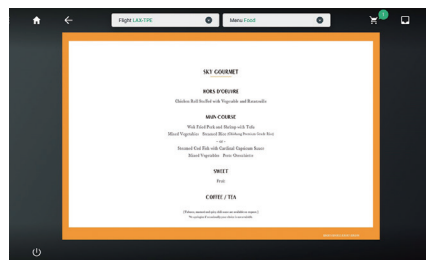 Flight LAX-TPE
Menu Food
1
SKY GOURMET
HORS D'OEUVRE
Chicken Roll Stuffed with Vegetable and Mozzarella
MAIN COURSE
Wok Fried Pork and Shrimp with Tofu
Mixed Vegetables Steamed Rice
- or -
Steamed Cod Fish with Cardinal Capsicum Sauce
Mixed Vegetables Pasta
SWEET
Fruit
COFFEE / TEA